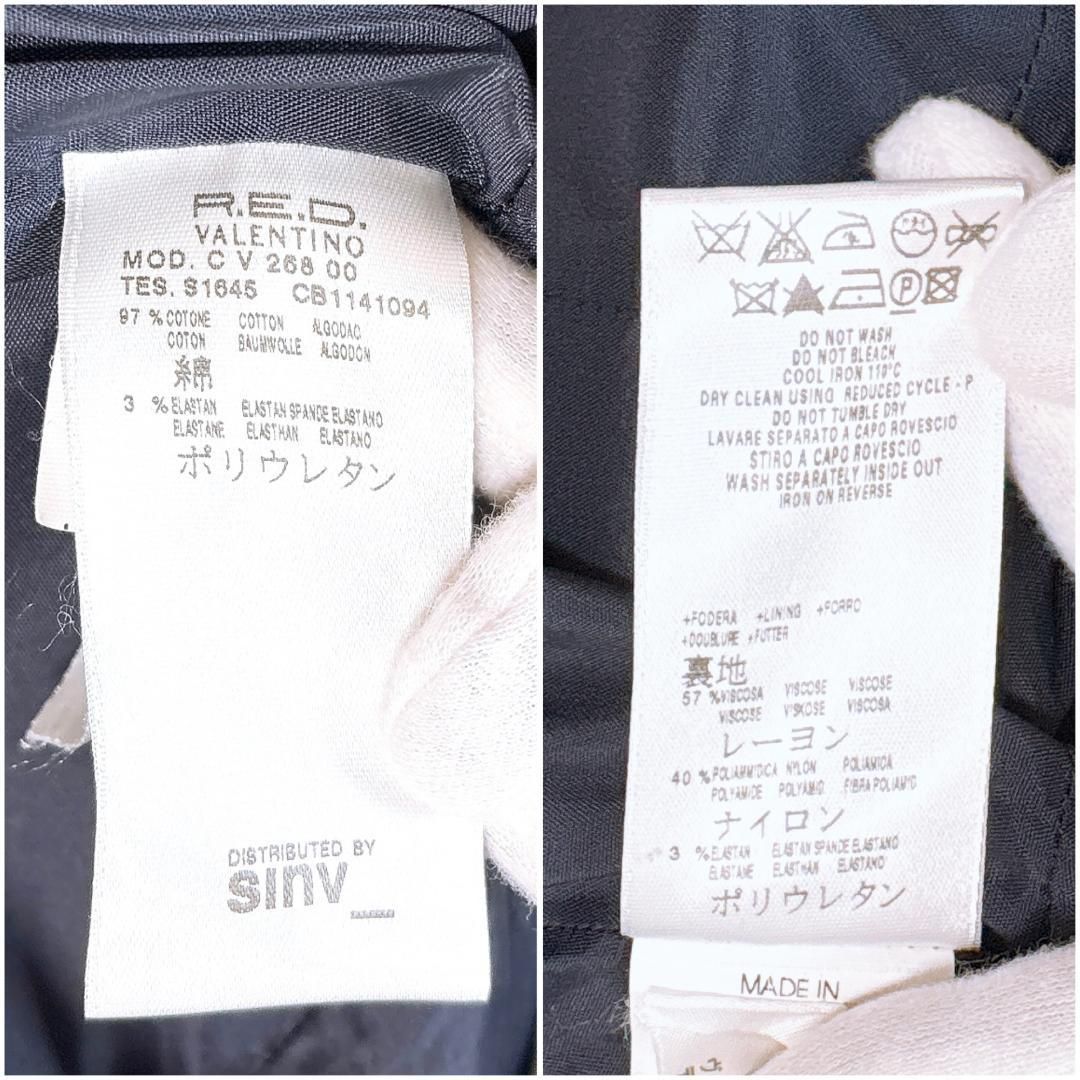 R.E.D.
VALENTINO
MOD. C V 268 00
TES. S1645 CB1141094
97 % COTONE COTTON ALGODAO
COTON BAUMWOLLE ALGODON
綿
3 % ELASTAN ELASTAN SPANDE ELASTANO
ELASTANE ELASTHAN ELASTANO
ポリウレタン
DISTRIBUTED BY
sinv
P
DO NOT WASH
DO NOT BLEACK
COOL IRON 110°C
DRY CLEAN USING REDUCED CYCLE - P
DO NOT TUMBLE DRY
LAVARE SEPARATO A CAPO ROVESCIO
STIRO A CAPO ROVESCIO
WASH SEPARATELY INSIDE OUT
IRON ON REVERSE
+FODERA +LINING +FORRO
+DOUBLURE +FUTTER
裏地
57 % VISCOSA VISCOSE VISCOSE
VISCOSE VISKOSE VISCOSA
レーヨン
40 % POLIAMMIDICA NYLON POLIAMIDA
POLYAMIDE POLYAMID FIBRA POLIAMID
ナイロン
3 % ELASTAN ELASTAN SPANDE ELASTANO
ELASTANE ELASTHAN ELASTANO
ポリウレタン
MADE IN